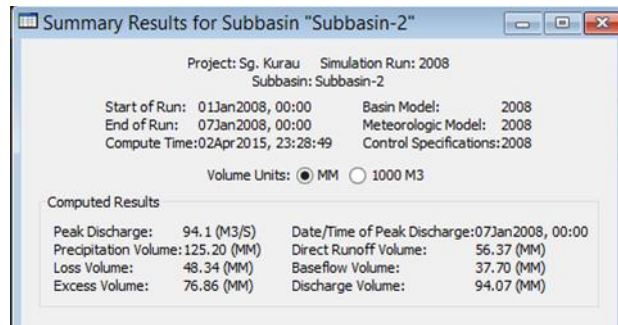 Summary Results for Subbasin "Subbasin-2"
Project: Sg. Kurau Simulation Run: 2008
Subbasin: Subbasin-2
Start of Run: 01Jan2008, 00:00 Basin Model: 2008
End of Run: 07Jan2008, 00:00 Meteorologic Model: 2008
Compute Time:02Apr2015, 23:28:49 Control Specifications:2008
Volume Units: MM 1000 M3
Computed Results
Peak Discharge: 94.1 (M3/S) Date/Time of Peak Discharge:07Jan2008, 00:00
Precipitation Volume:125.20 (MM) Direct Runoff Volume: 56.37 (MM)
Loss Volume: 48.34 (MM) Baseflow Volume: 37.70 (MM)
Excess Volume: 76.86 (MM) Discharge Volume: 94.07 (MM)